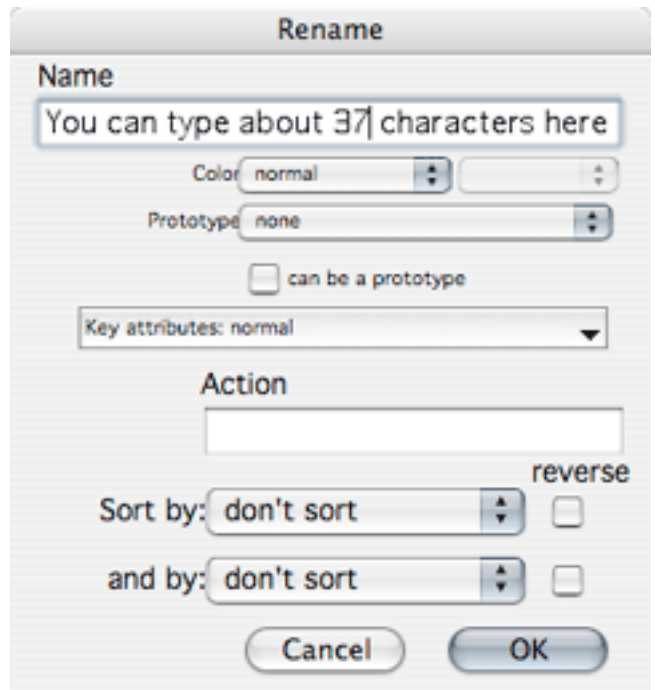 Rename
Name
You can type about 37 characters here
Color normal
Prototype none
can be a prototype
Key attributes: normal
Action
reverse
Sort by: don't sort
and by: don't sort
Cancel OK